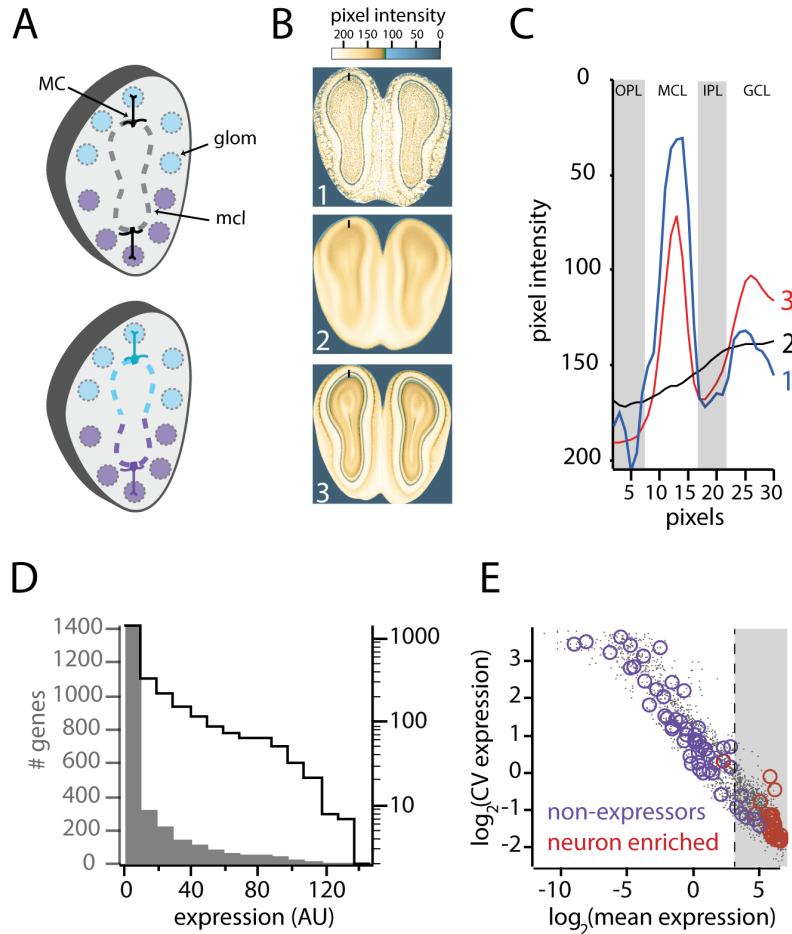 A
MC
glom
mcl
B
pixel intensity
200 150 100 50 0
1
2
3
C
0
50
100
150
200
pixel intensity
OPL MCL IPL GCL
3
2
1
5 10 15 20 25 30
pixels
D
1400
1200
1000
800
600
400
200
0
# genes
1000
100
10
0 40 80 120
expression (AU)
E
3
2
1
0
-1
-2
log2(CV expression)
non-expressors
neuron enriched
-10 -5 0 5
log2(mean expression)